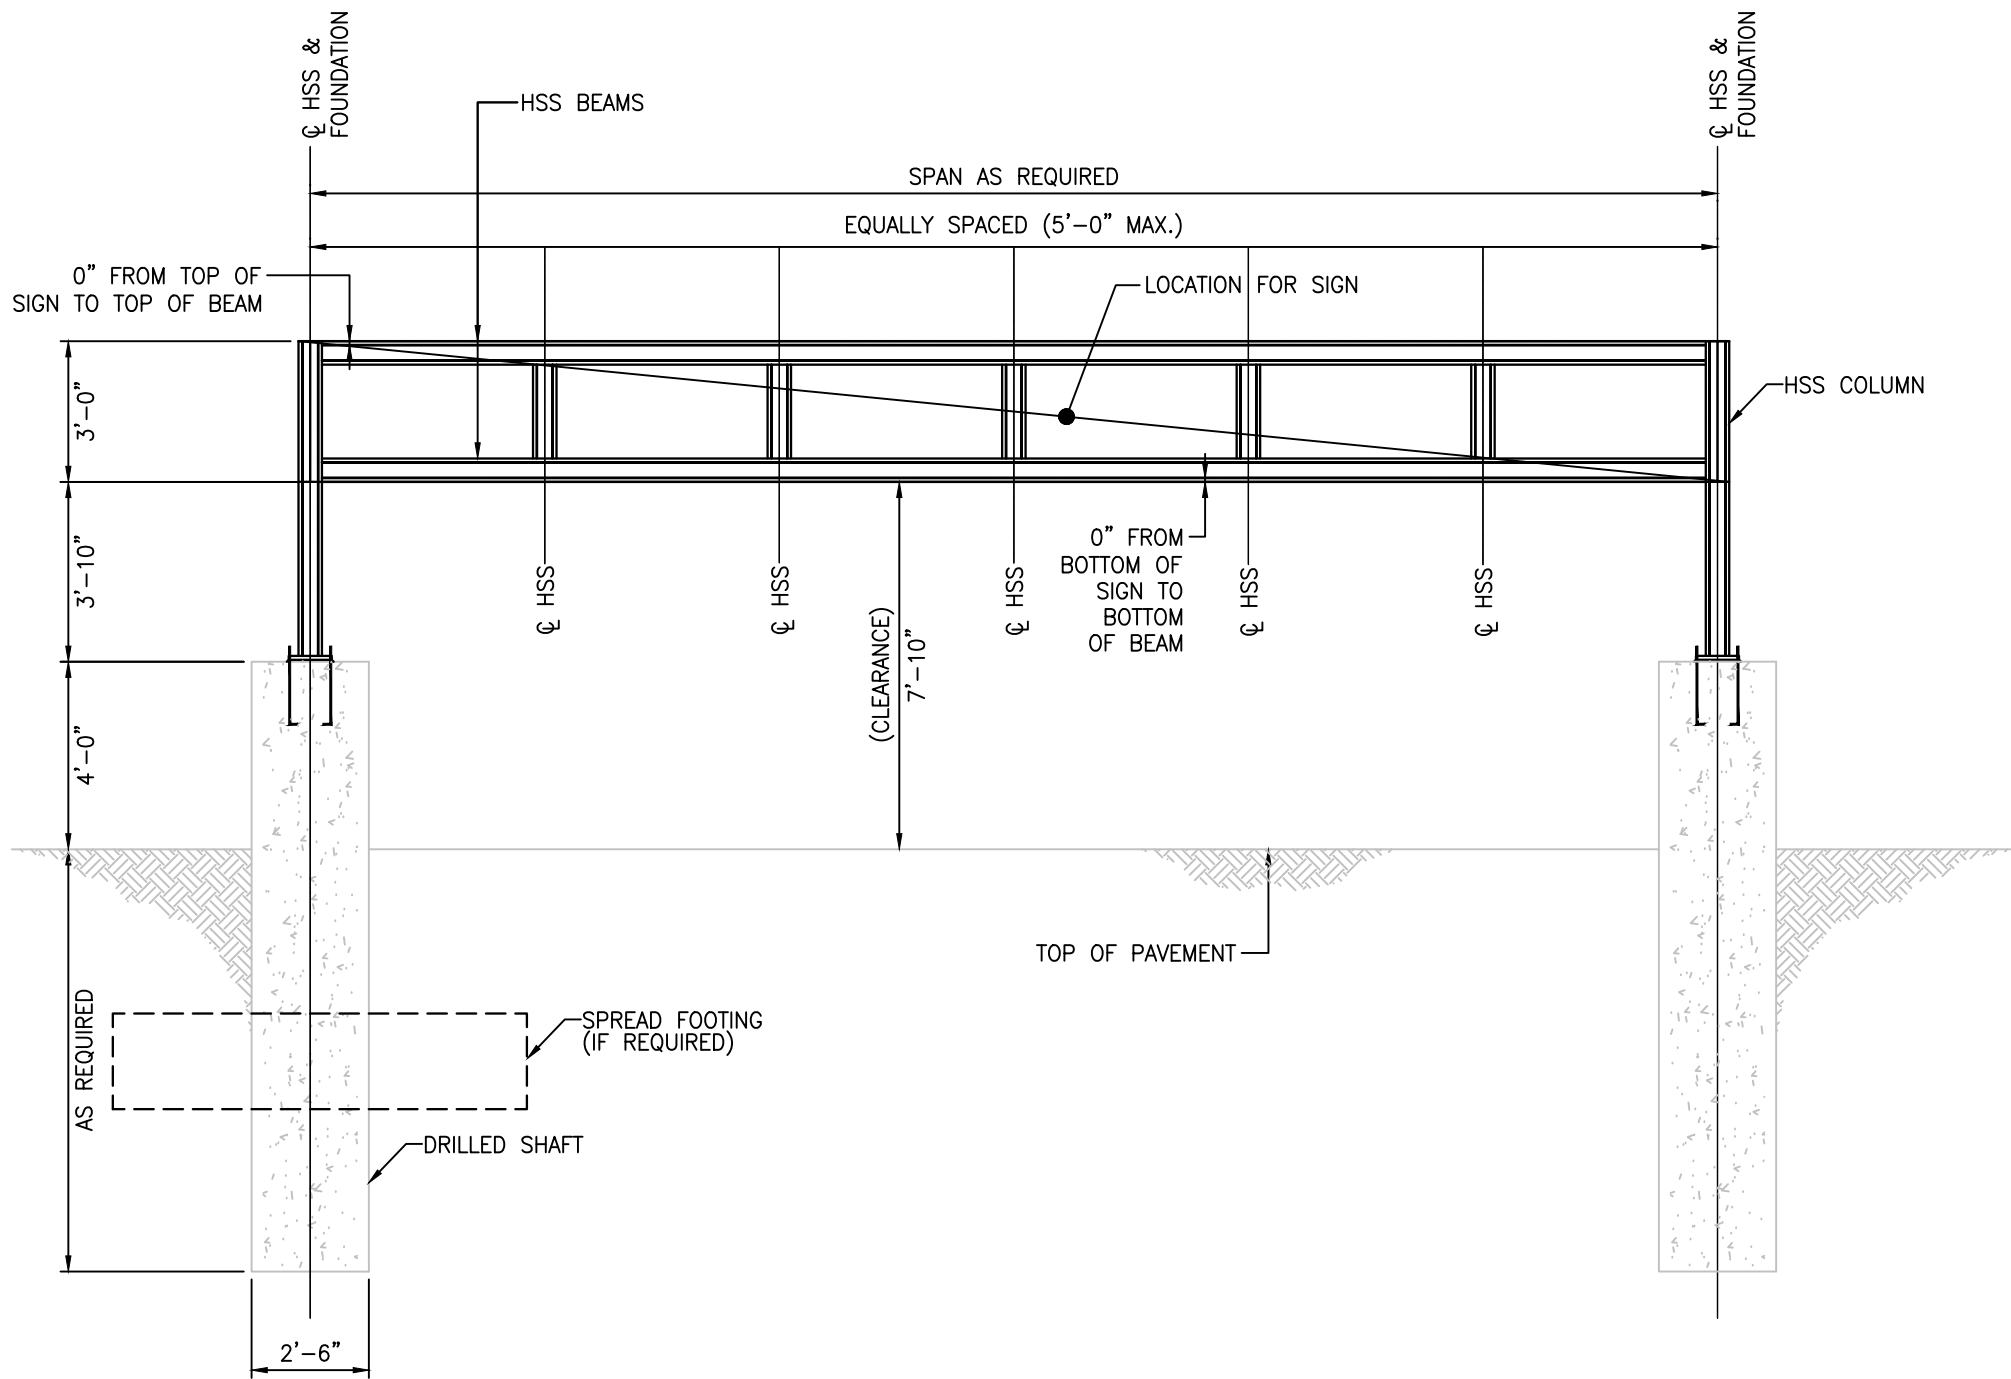 ℄ HSS &
FOUNDATION
℄ HSS &
FOUNDATION
HSS BEAMS
SPAN AS REQUIRED
EQUALLY SPACED (5'-0" MAX.)
0" FROM TOP OF
SIGN TO TOP OF BEAM
LOCATION FOR SIGN
HSS COLUMN
3'-0"
3'-10"
℄ HSS
℄ HSS
℄ HSS
℄ HSS
℄ HSS
0" FROM
BOTTOM OF
SIGN TO
BOTTOM
OF BEAM
(CLEARANCE)
7'-10"
4'-0"
TOP OF PAVEMENT
AS REQUIRED
SPREAD FOOTING
(IF REQUIRED)
DRILLED SHAFT
2'-6"